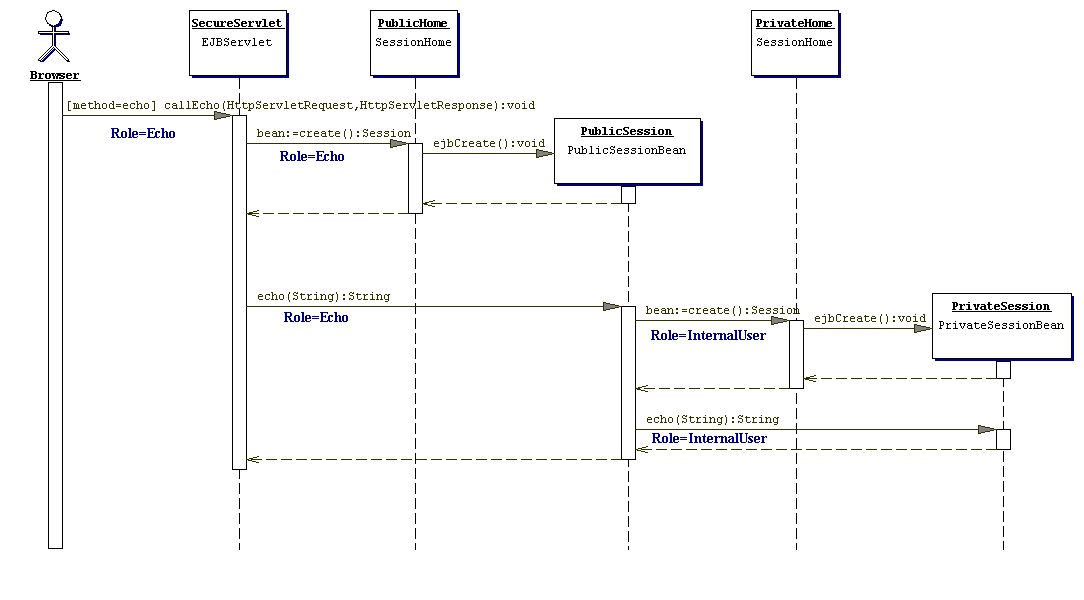 SecureServlet
EJBServlet
PublicHome
SessionHome
PrivateHome
SessionHome
Browser
[method=echo] callEcho(HttpServletRequest,HttpServletResponse):void
Role=Echo
bean:=create():Session
Role=Echo
ejbCreate():void
PublicSession
PublicSessionBean
echo(String):String
Role=Echo
bean:=create():Session
Role=InternalUser
ejbCreate():void
PrivateSession
PrivateSessionBean
echo(String):String
Role=InternalUser